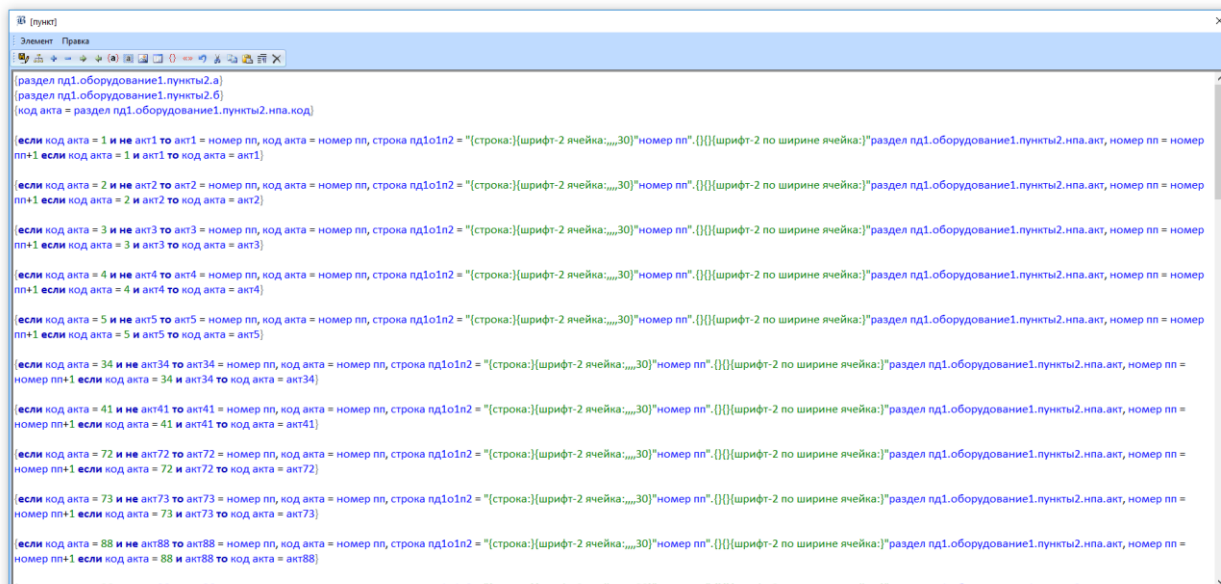 [пункт]
Элемент Правка
{раздел пд1.оборудование1.пункты2.а}
{раздел пд1.оборудование1.пункты2.б}
{код акта = раздел пд1.оборудование1.пункты2.нпа.код}
{если код акта = 1 и не акт1 то акт1 = номер пп, код акта = номер пп, строка пд1о1п2 = "{строка:}{шрифт-2 ячейка:,,,,30}"номер пп".{}{}{шрифт-2 по ширине ячейка:}"раздел пд1.оборудование1.пункты2.нпа.акт, номер пп = номер
пп+1 если код акта = 1 и акт1 то код акта = акт1}
{если код акта = 2 и не акт2 то акт2 = номер пп, код акта = номер пп, строка пд1о1п2 = "{строка:}{шрифт-2 ячейка:,,,,30}"номер пп".{}{}{шрифт-2 по ширине ячейка:}"раздел пд1.оборудование1.пункты2.нпа.акт, номер пп = номер
пп+1 если код акта = 2 и акт2 то код акта = акт2}
{если код акта = 3 и не акт3 то акт3 = номер пп, код акта = номер пп, строка пд1о1п2 = "{строка:}{шрифт-2 ячейка:,,,,30}"номер пп".{}{}{шрифт-2 по ширине ячейка:}"раздел пд1.оборудование1.пункты2.нпа.акт, номер пп = номер
пп+1 если код акта = 3 и акт3 то код акта = акт3}
{если код акта = 4 и не акт4 то акт4 = номер пп, код акта = номер пп, строка пд1о1п2 = "{строка:}{шрифт-2 ячейка:,,,,30}"номер пп".{}{}{шрифт-2 по ширине ячейка:}"раздел пд1.оборудование1.пункты2.нпа.акт, номер пп = номер
пп+1 если код акта = 4 и акт4 то код акта = акт4}
{если код акта = 5 и не акт5 то акт5 = номер пп, код акта = номер пп, строка пд1о1п2 = "{строка:}{шрифт-2 ячейка:,,,,30}"номер пп".{}{}{шрифт-2 по ширине ячейка:}"раздел пд1.оборудование1.пункты2.нпа.акт, номер пп = номер
пп+1 если код акта = 5 и акт5 то код акта = акт5}
{если код акта = 34 и не акт34 то акт34 = номер пп, код акта = номер пп, строка пд1о1п2 = "{строка:}{шрифт-2 ячейка:,,,,30}"номер пп".{}{}{шрифт-2 по ширине ячейка:}"раздел пд1.оборудование1.пункты2.нпа.акт, номер пп =
номер пп+1 если код акта = 34 и акт34 то код акта = акт34}
{если код акта = 41 и не акт41 то акт41 = номер пп, код акта = номер пп, строка пд1о1п2 = "{строка:}{шрифт-2 ячейка:,,,,30}"номер пп".{}{}{шрифт-2 по ширине ячейка:}"раздел пд1.оборудование1.пункты2.нпа.акт, номер пп =
номер пп+1 если код акта = 41 и акт41 то код акта = акт41}
{если код акта = 72 и не акт72 то акт72 = номер пп, код акта = номер пп, строка пд1о1п2 = "{строка:}{шрифт-2 ячейка:,,,,30}"номер пп".{}{}{шрифт-2 по ширине ячейка:}"раздел пд1.оборудование1.пункты2.нпа.акт, номер пп =
номер пп+1 если код акта = 72 и акт72 то код акта = акт72}
{если код акта = 73 и не акт73 то акт73 = номер пп, код акта = номер пп, строка пд1о1п2 = "{строка:}{шрифт-2 ячейка:,,,,30}"номер пп".{}{}{шрифт-2 по ширине ячейка:}"раздел пд1.оборудование1.пункты2.нпа.акт, номер пп =
номер пп+1 если код акта = 73 и акт73 то код акта = акт73}
{если код акта = 88 и не акт88 то акт88 = номер пп, код акта = номер пп, строка пд1о1п2 = "{строка:}{шрифт-2 ячейка:,,,,30}"номер пп".{}{}{шрифт-2 по ширине ячейка:}"раздел пд1.оборудование1.пункты2.нпа.акт, номер пп =
номер пп+1 если код акта = 88 и акт88 то код акта = акт88}